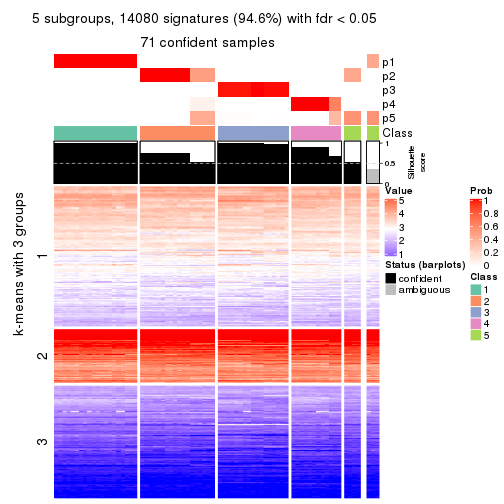 5 subgroups, 14080 signatures (94.6%) with fdr < 0.05
71 confident samples
p1
p2
p3
p4
p5
Class
1
0.5
0
Silhouette
score
k-means with 3 groups
1
2
3
Value
5
4
3
2
1
Status (barplots)
confident
ambiguous
Prob
1
0.8
0.6
0.4
0.2
0
Class
1
2
3
4
5